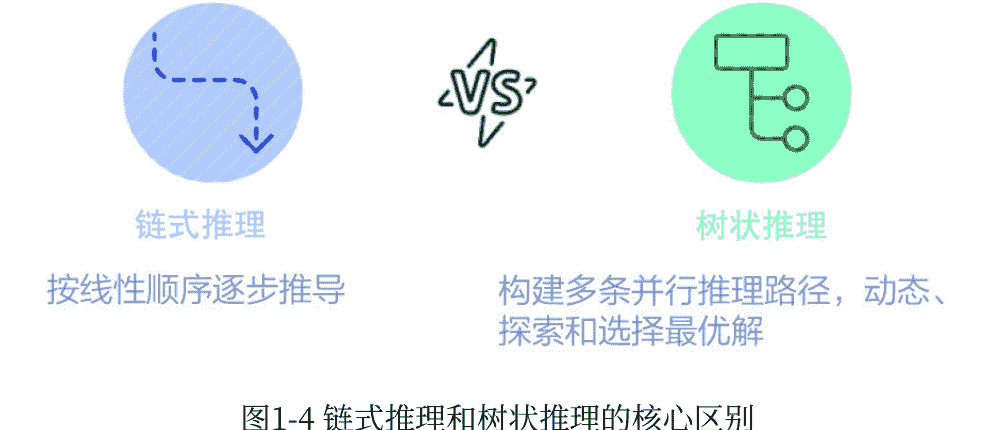 VS
链式推理
树状推理
按线性顺序逐步推导
构建多条并行推理路径，动态、
探索和选择最优解
图1-4 链式推理和树状推理的核心区别